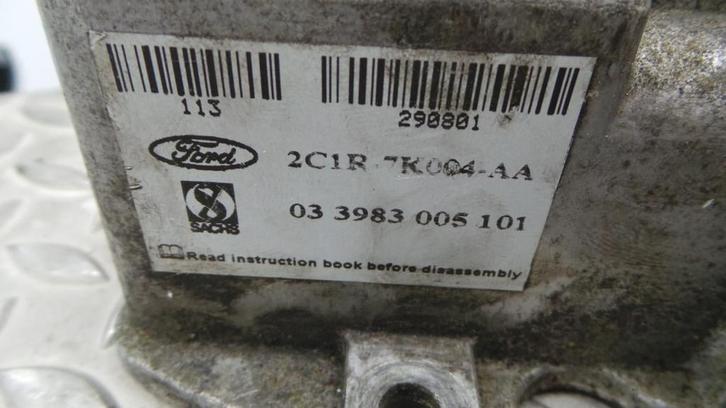 113 290801
Ford 2C1R-7K004-AA
SACHS 03 3983 005 101
Read instruction book before disassembly